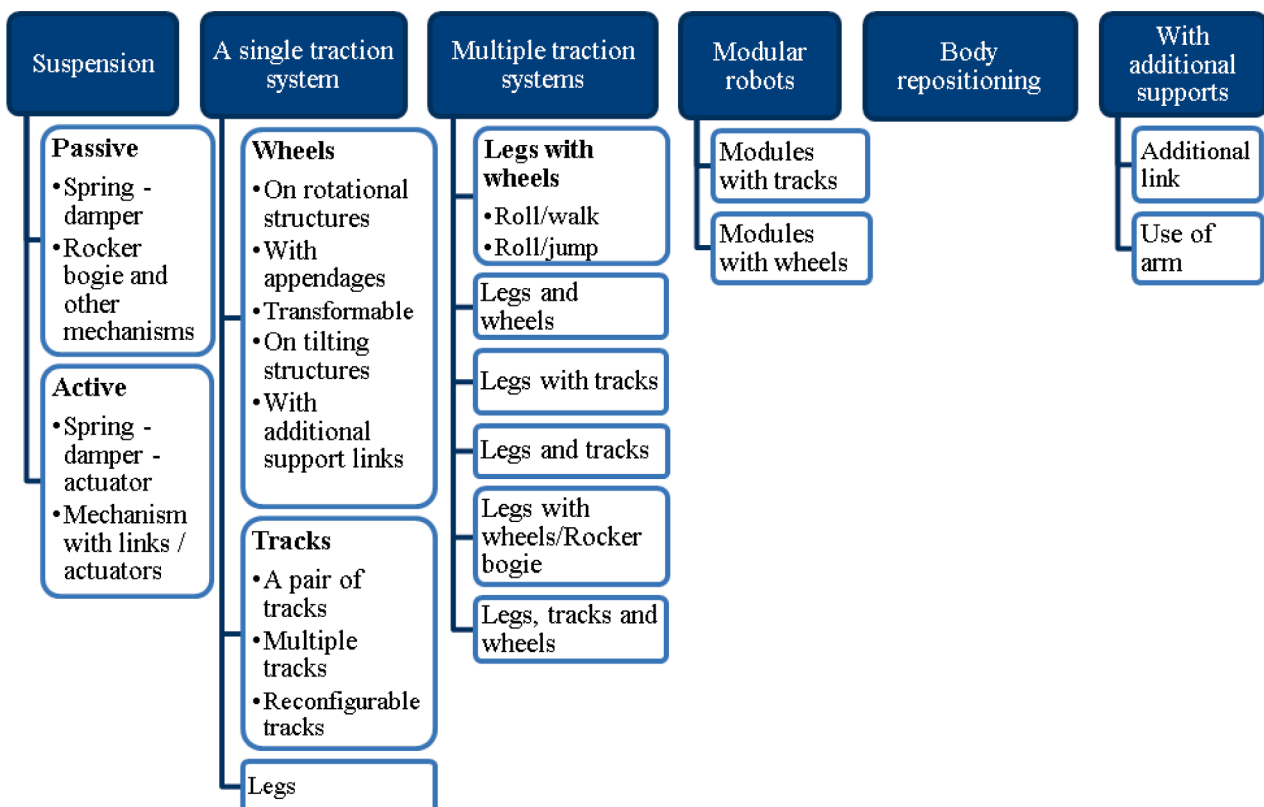 Suspension
Passive
•Spring -
damper
•Rocker
bogie and
other
mechanisms
Active
•Spring -
damper -
actuator
•Mechanism
with links /
actuators
A single traction
system
Wheels
•On rotational
structures
•With
appendages
•Transformable
•On tilting
structures
•With
additional
support links
Tracks
•A pair of
tracks
•Multiple
tracks
•Reconfigurable
tracks
Legs
Multiple traction
systems
Legs with
wheels
•Roll/walk
•Roll/jump
Legs and
wheels
Legs with tracks
Legs and tracks
Legs with
wheels/Rocker
bogie
Legs, tracks and
wheels
Modular
robots
Modules
with tracks
Modules
with wheels
Body
repositioning
With
additional
supports
Additional
link
Use of
arm